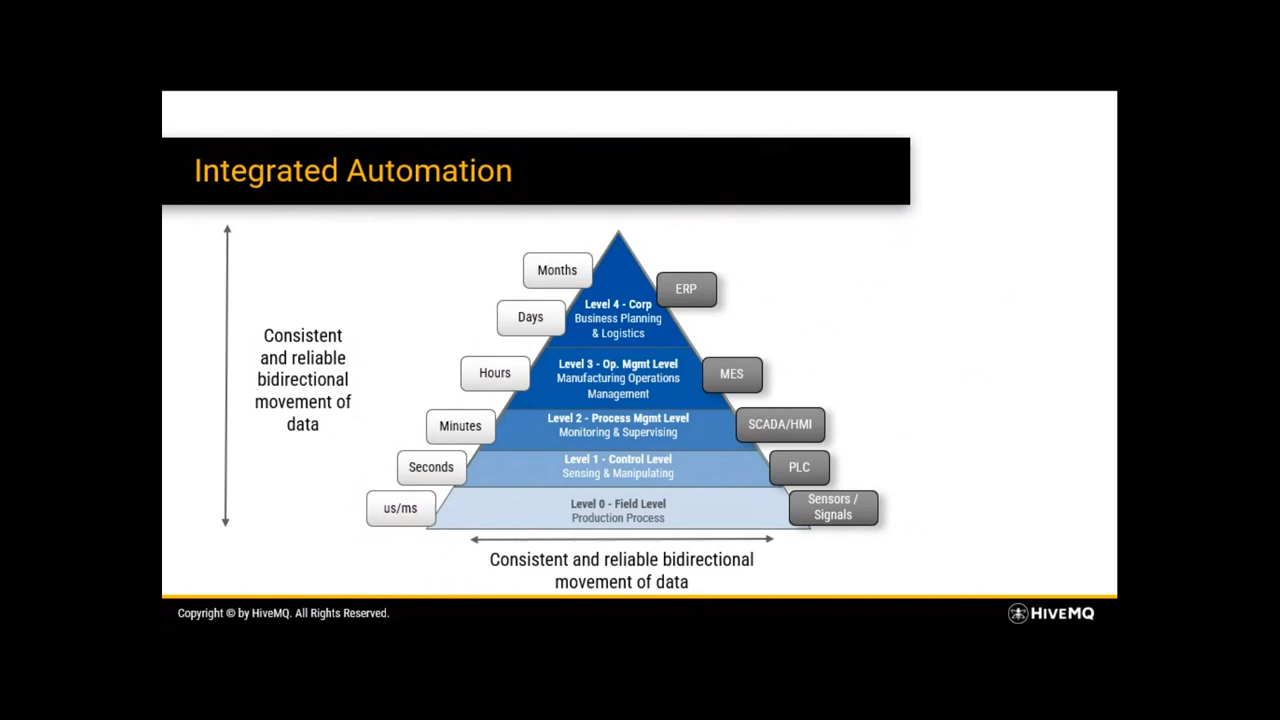 Integrated Automation
Consistent
and reliable
bidirectional
movement of
data
Months
Days
Hours
Minutes
Seconds
us/ms
Level 4 - Corp
Business Planning
& Logistics
Level 3 - Op. Mgmt Level
Manufacturing Operations
Management
Level 2 - Process Mgmt Level
Monitoring & Supervising
Level 1 - Control Level
Sensing & Manipulating
Level 0 - Field Level
Production Process
ERP
MES
SCADA/HMI
PLC
Sensors /
Signals
Consistent and reliable bidirectional
movement of data
Copyright © by HiveMQ. All Rights Reserved.
HIVEMQ